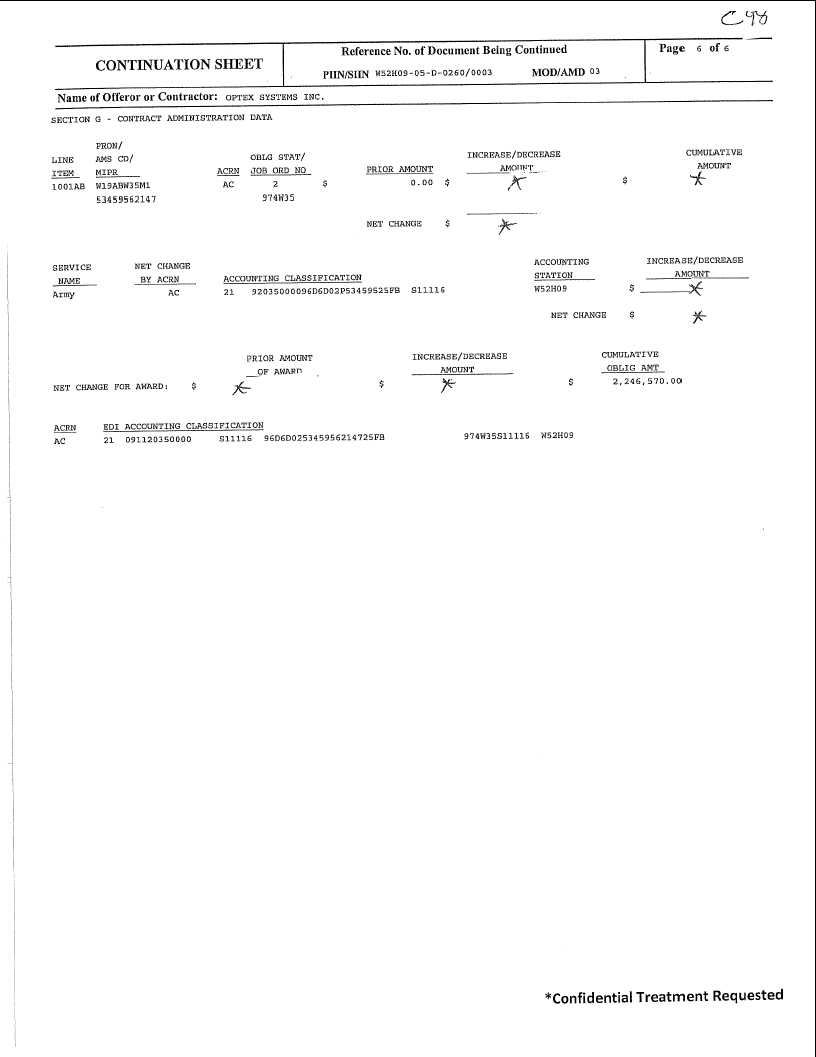 C98
CONTINUATION SHEET
Reference No. of Document Being Continued
PIIN/SIIN W52H09-05-D-0260/0003 MOD/AMD 03
Page 6 of 6
Name of Offeror or Contractor: OPTEX SYSTEMS INC.
SECTION G - CONTRACT ADMINISTRATION DATA
PRON/
LINE AMS CD/ OBLG STAT/ INCREASE/DECREASE CUMULATIVE
ITEM MIPR ACRN JOB ORD NO PRIOR AMOUNT AMOUNT AMOUNT
1001AB W19ABW35M1 AC 2 $ 0.00 $ * $ *
53459562147 974W35
NET CHANGE $ *
SERVICE NET CHANGE ACCOUNTING INCREASE/DECREASE
NAME BY ACRN ACCOUNTING CLASSIFICATION STATION AMOUNT
Army AC 21 92035000096D6D02P53459525FB S11116 W52H09 $ *
NET CHANGE $ *
PRIOR AMOUNT INCREASE/DECREASE CUMULATIVE
OF AWARD AMOUNT OBLIG AMT
NET CHANGE FOR AWARD: $ * $ * $ 2,246,570.00
ACRN EDI ACCOUNTING CLASSIFICATION
AC 21 091120350000 S11116 96D6D025345956214725FB 974W35S11116 W52H09
*Confidential Treatment Requested